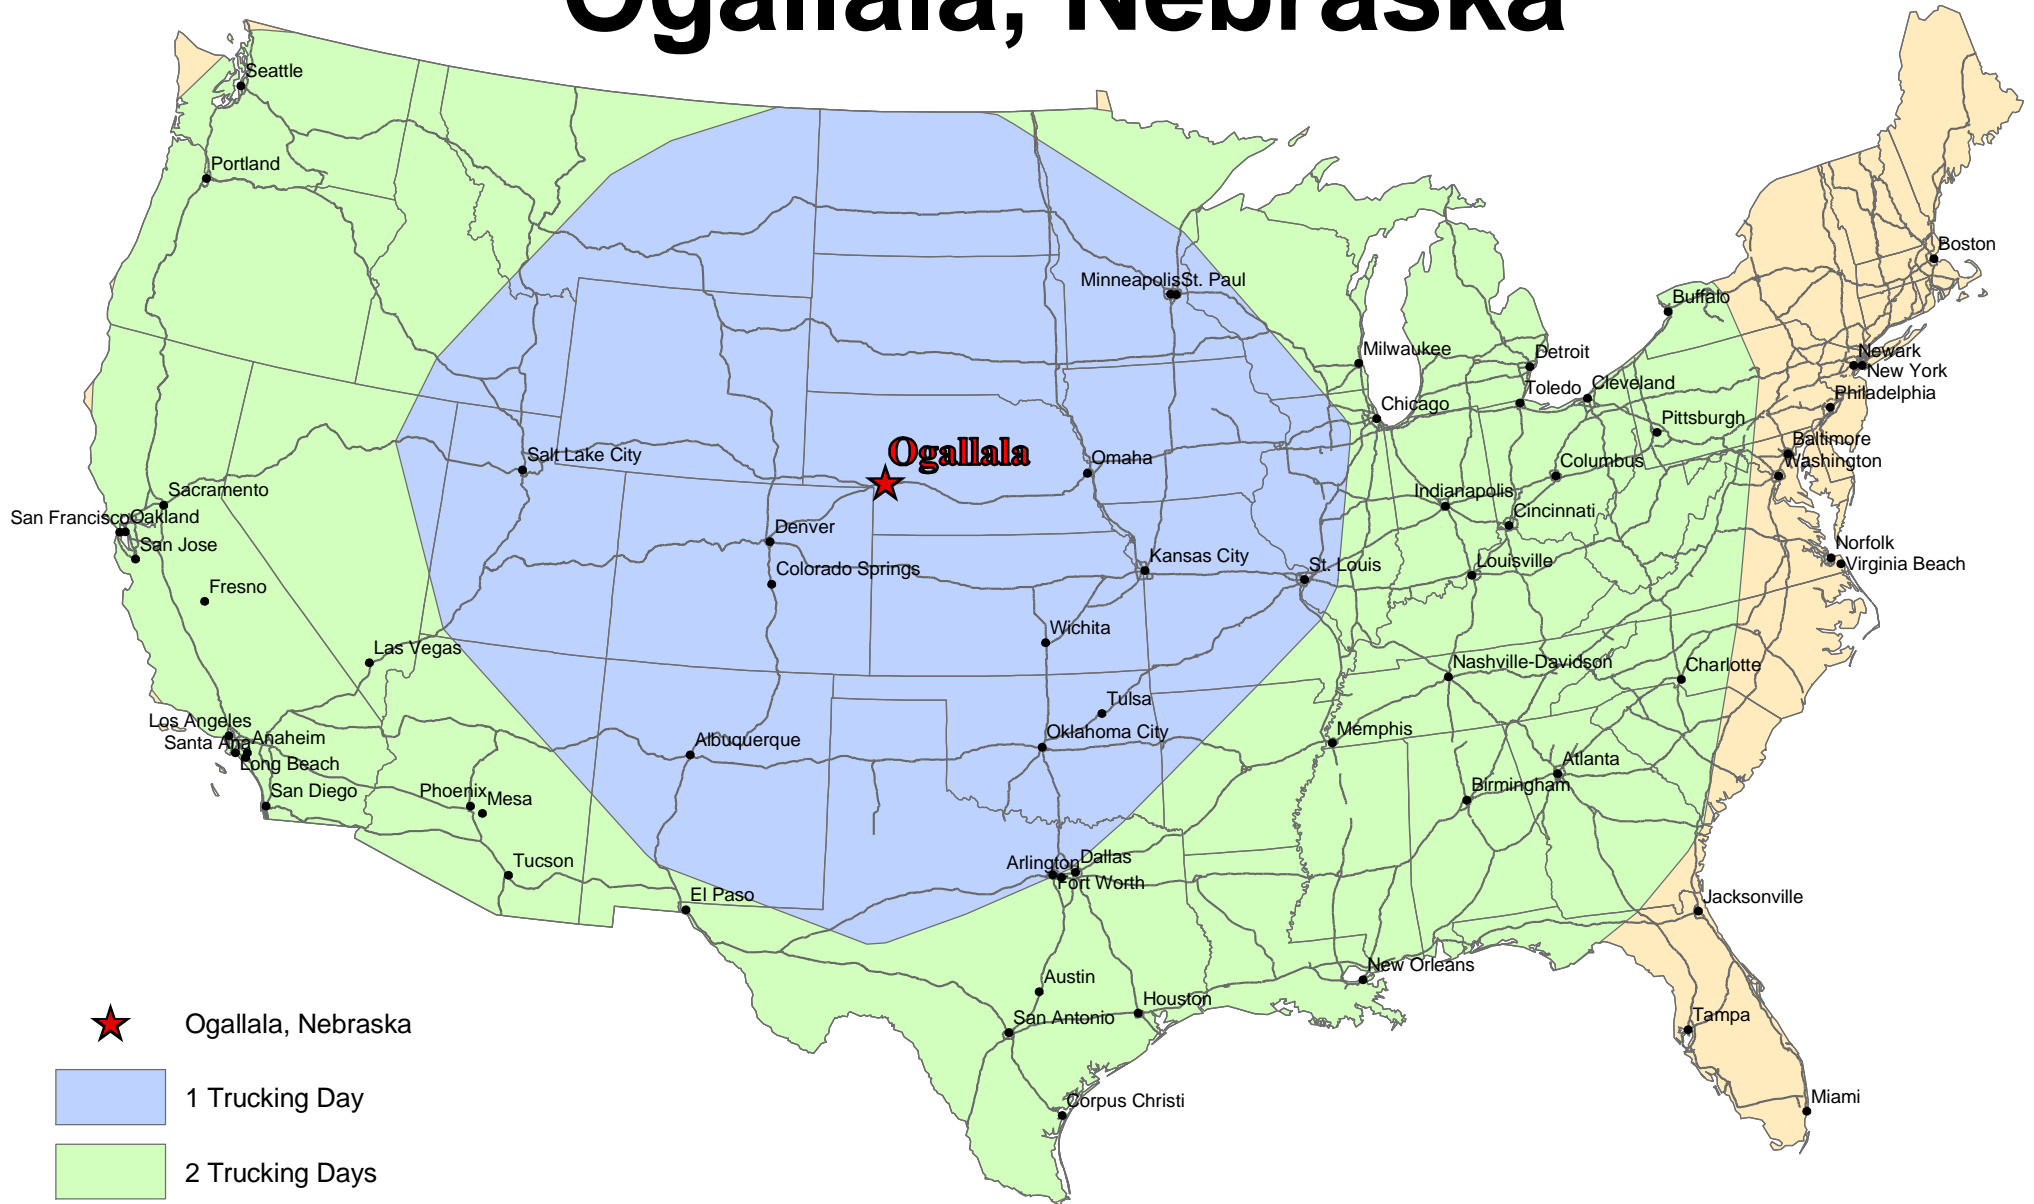 Ogallala, Nebraska
Seattle
Portland
Boston
Minneapolis
St. Paul
Buffalo
Milwaukee
Detroit
Newark
New York
Toledo
Cleveland
Philadelphia
Chicago
Pittsburgh
Baltimore
Washington
Ogallala
Salt Lake City
Omaha
Columbus
Sacramento
Indianapolis
Cincinnati
San Francisco
Oakland
Denver
San Jose
Norfolk
Virginia Beach
Kansas City
St. Louis
Louisville
Colorado Springs
Fresno
Wichita
Las Vegas
Nashville-Davidson
Charlotte
Tulsa
Los Angeles
Anaheim
Santa Ana
Long Beach
Albuquerque
Oklahoma City
Memphis
Atlanta
San Diego
Phoenix
Mesa
Birmingham
Tucson
Arlington
Dallas
Fort Worth
El Paso
Jacksonville
New Orleans
Austin
Houston
San Antonio
Tampa
Corpus Christi
Miami
Ogallala, Nebraska
1 Trucking Day
2 Trucking Days